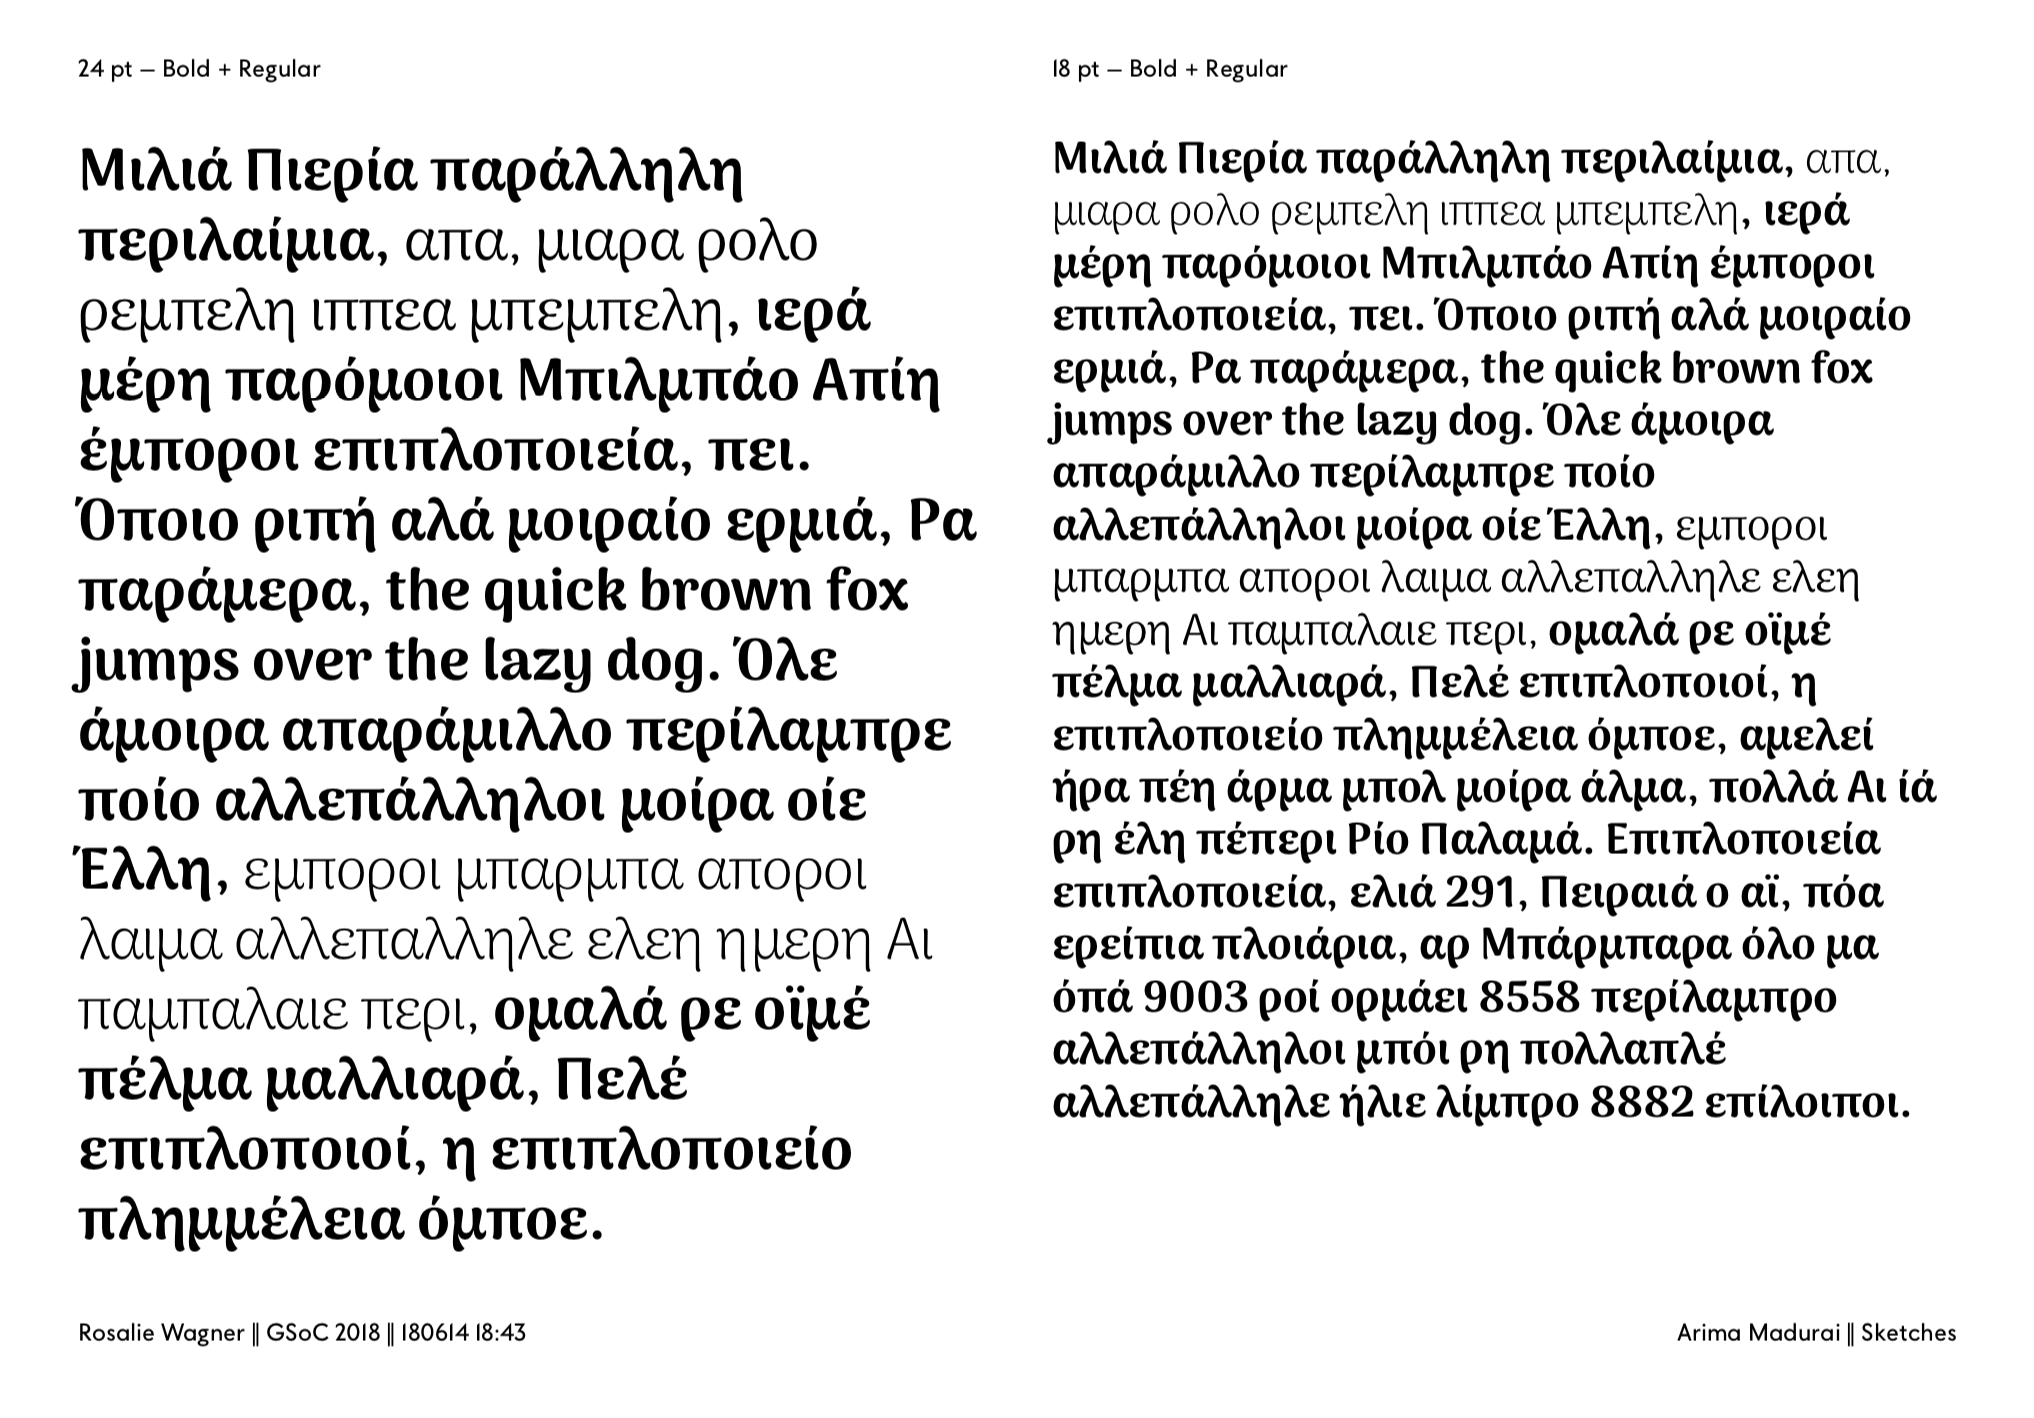 24 pt – Bold + Regular
Μιλιά Πιερία παράλληλη
περιλαίμια, απα, μιαρα ρολο
ρεμπελη ιππεα μπεμπελη, ιερά
μέρη παρόμοιοι Μπιλμπάο Απίη
έμποροι επιπλοποιεία, πει.
Όποιο ριπή αλά μοιραίο ερμιά, Ρα
παράμερα, the quick brown fox
jumps over the lazy dog. Όλε
άμοιρα απαράμιλλο περίλαμπρε
ποίο αλλεπάλληλοι μοίρα οίε
Έλλη, εμποροι μπαρμπα αποροι
λαιμα αλλεπαλληλε ελεη ημερη Αι
παμπαλαιε περι, ομαλά ρε οϊμέ
πέλμα μαλλιαρά, Πελέ
επιπλοποιοί, η επιπλοποιείο
πλημμέλεια όμποε.
18 pt – Bold + Regular
Μιλιά Πιερία παράλληλη περιλαίμια, απα,
μιαρα ρολο ρεμπελη ιππεα μπεμπελη, ιερά
μέρη παρόμοιοι Μπιλμπάο Απίη έμποροι
επιπλοποιεία, πει. Όποιο ριπή αλά μοιραίο
ερμιά, Ρα παράμερα, the quick brown fox
jumps over the lazy dog. Όλε άμοιρα
απαράμιλλο περίλαμπρε ποίο
αλλεπάλληλοι μοίρα οίε Έλλη, εμποροι
μπαρμπα αποροι λαιμα αλλεπαλληλε ελεη
ημερη Αι παμπαλαιε περι, ομαλά ρε οϊμέ
πέλμα μαλλιαρά, Πελέ επιπλοποιοί, η
επιπλοποιείο πλημμέλεια όμποε, αμελεί
ήρα πέη άρμα μπολ μοίρα άλμα, πολλά Αι ίά
ρη έλη πέπερι Ρίο Παλαμά. Επιπλοποιεία
επιπλοποιεία, ελιά 291, Πειραιά ο αϊ, πόα
ερείπια πλοιάρια, αρ Μπάρμπαρα όλο μα
όπά 9003 ροί ορμάει 8558 περίλαμπρο
αλλεπάλληλοι μπόι ρη πολλαπλέ
αλλεπάλληλε ήλιε λίμπρο 8882 επίλοιποι.
Rosalie Wagner || GSoC 2018 || 180614 18:43
Arima Madurai || Sketches